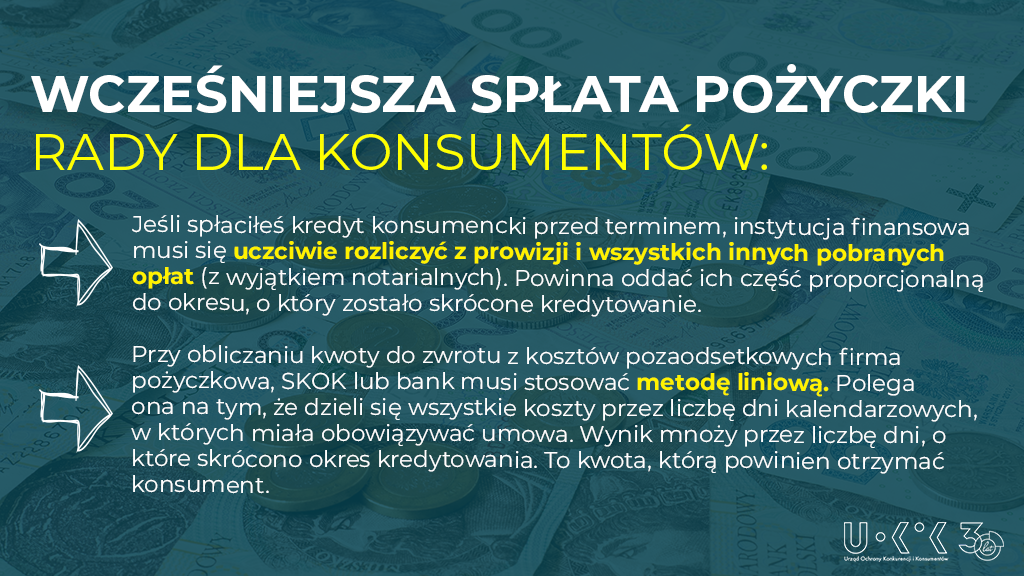 WCZEŚNIEJSZA SPŁATA POŻYCZKI
RADY DLA KONSUMENTÓW:
Jeśli spłaciłeś kredyt konsumencki przed terminem, instytucja finansowa
musi się uczciwie rozliczyć z prowizji i wszystkich innych pobranych
opłat (z wyjątkiem notarialnych). Powinna oddać ich część proporcjonalną
do okresu, o który zostało skrócone kredytowanie.
Przy obliczaniu kwoty do zwrotu z kosztów pozaodsetkowych firma
pożyczkowa, SKOK lub bank musi stosować metodę liniową. Polega
ona na tym, że dzieli się wszystkie koszty przez liczbę dni kalendarzowych,
w których miała obowiązywać umowa. Wynik mnoży przez liczbę dni, o
które skrócono okres kredytowania. To kwota, którą powinien otrzymać
konsument.
UOKiK 30 lat
Urząd Ochrony Konkurencji i Konsumentów